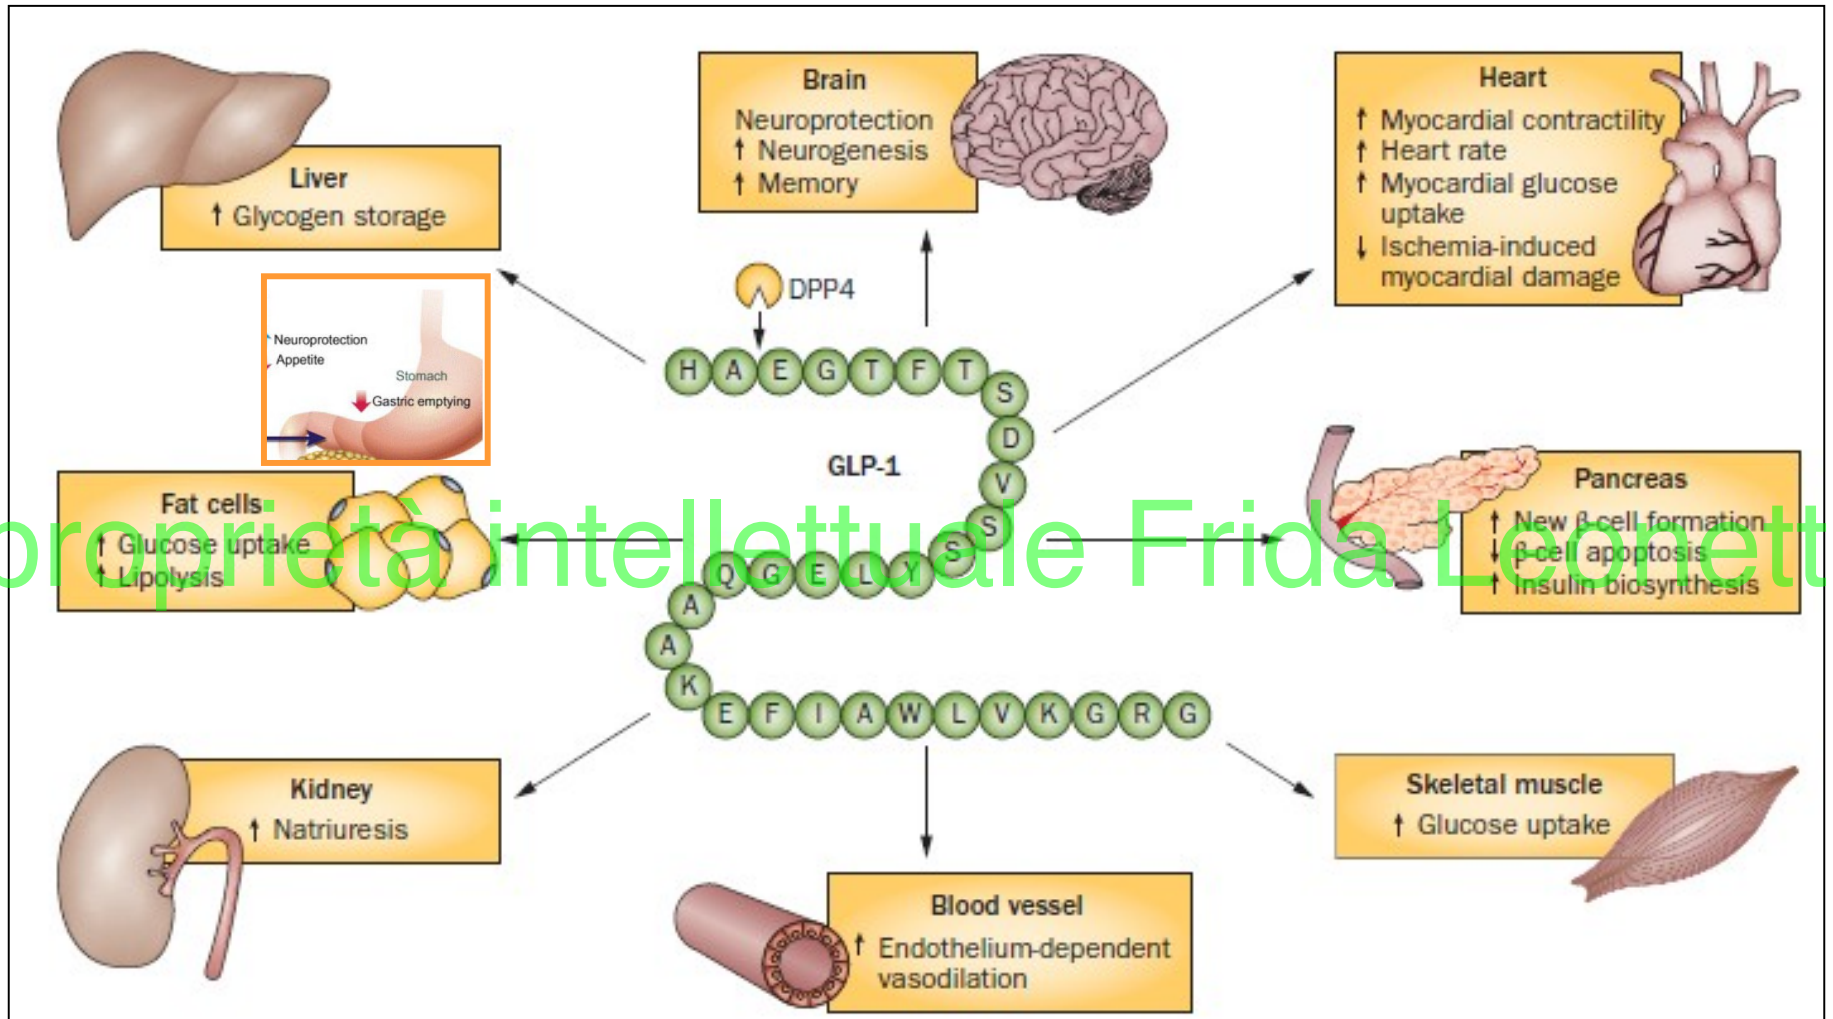 Liver
↑ Glycogen storage
Brain
Neuroprotection
↑ Neurogenesis
↑ Memory
Heart
↑ Myocardial contractility
↑ Heart rate
↑ Myocardial glucose
uptake
↓ Ischemia-induced
myocardial damage
DPP4
Neuroprotection
Appetite
Stomach
Gastric emptying
H A E G T F T
S
D
V
S
S
Y L E G Q
A
A
K
E F I A W L V K G R G
GLP-1
Fat cells
↑ Glucose uptake
↑ Lipolysis
Pancreas
↑ New β-cell formation
↓ β-cell apoptosis
↑ Insulin biosynthesis
proprietà intellettuale Frida Leonett
Kidney
↑ Natriuresis
Blood vessel
↑ Endothelium-dependent
vasodilation
Skeletal muscle
↑ Glucose uptake